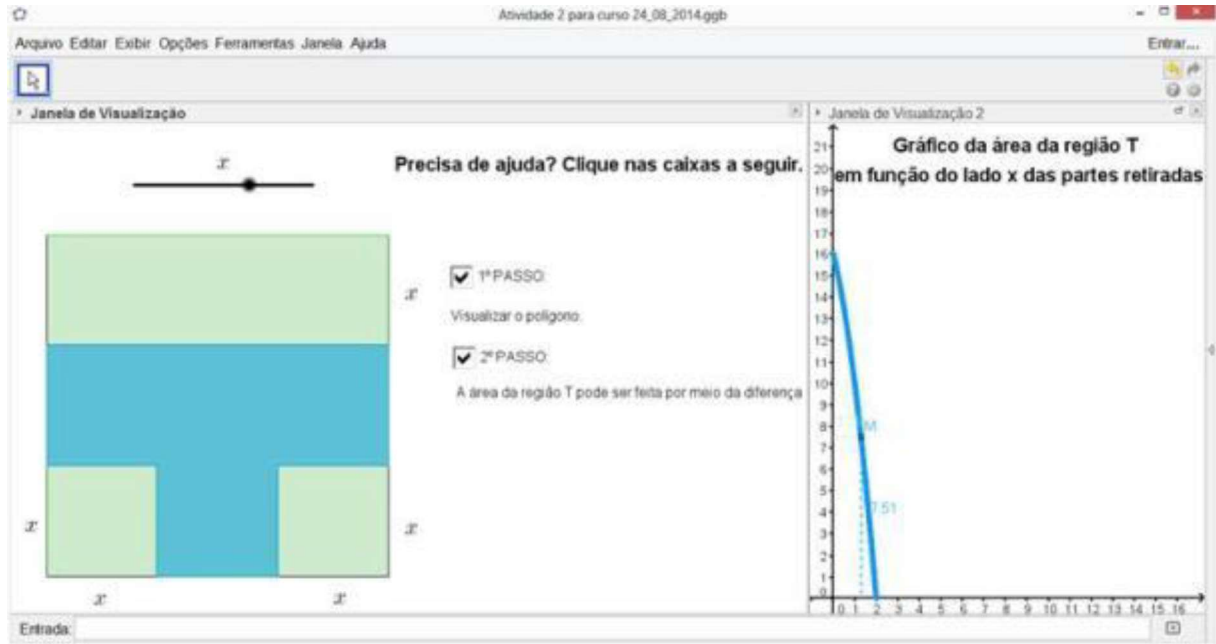 Atividade 2 para curso 24_08_2014.ggb
Arquivo Editar Exibir Opções Ferramentas Janela Ajuda
Entrar...
Janela de Visualização
Janela de Visualização 2
x
Precisa de ajuda? Clique nas caixas a seguir.
x
1º PASSO:
Visualizar o polígono.
2º PASSO:
A área da região T pode ser feita por meio da diferença
x
x
x
x
Gráfico da área da região T
em função do lado x das partes retiradas
21
20
19
18
17
16
15
14
13
12
11
10
9
8
7
6
5
4
3
2
1
0
M
7.51
0 1 2 3 4 5 6 7 8 9 10 11 12 13 14 15 16
Entrada: